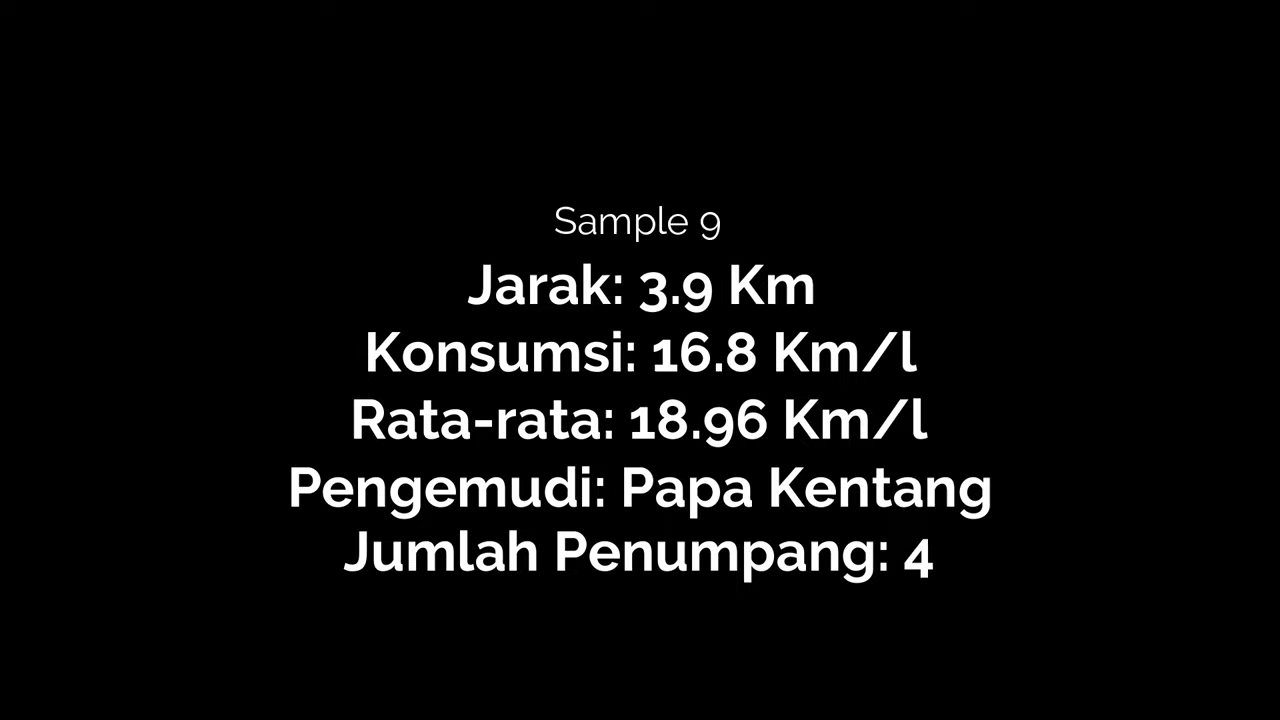 Sample 9
Jarak: 3.9 Km
Konsumsi: 16.8 Km/l
Rata-rata: 18.96 Km/l
Pengemudi: Papa Kentang
Jumlah Penumpang: 4